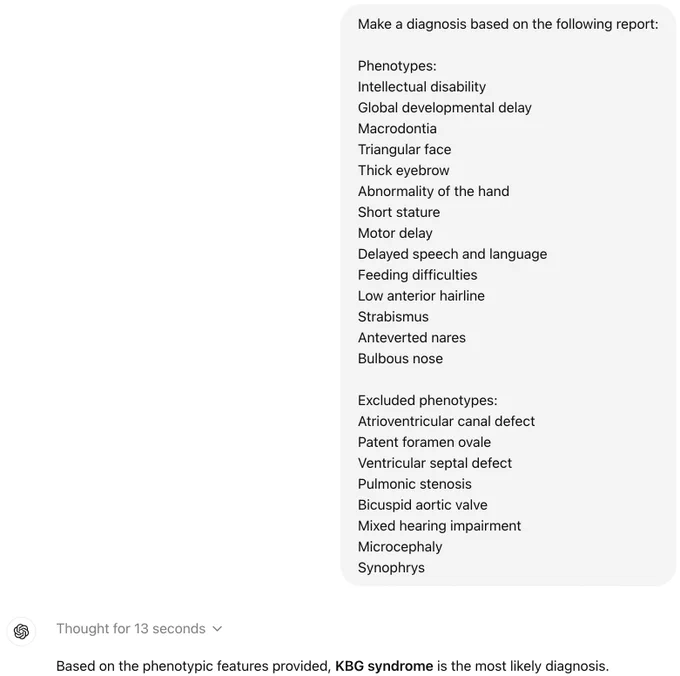 Make a diagnosis based on the following report:
Phenotypes:
Intellectual disability
Global developmental delay
Macrodontia
Triangular face
Thick eyebrow
Abnormality of the hand
Short stature
Motor delay
Delayed speech and language
Feeding difficulties
Low anterior hairline
Strabismus
Anteverted nares
Bulbous nose
Excluded phenotypes:
Atrioventricular canal defect
Patent foramen ovale
Ventricular septal defect
Pulmonic stenosis
Bicuspid aortic valve
Mixed hearing impairment
Microcephaly
Synophrys
Thought for 13 seconds
Based on the phenotypic features provided, KBG syndrome is the most likely diagnosis.